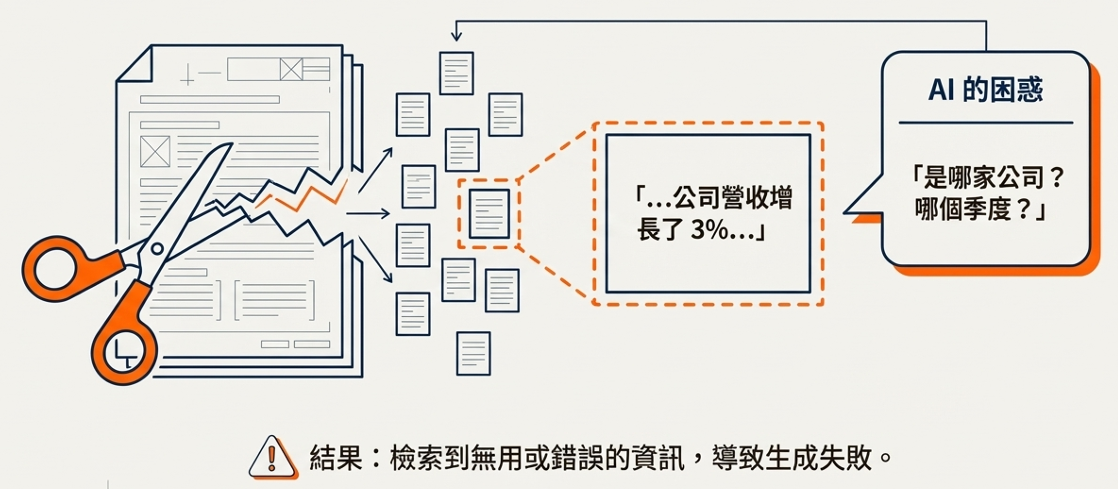 AI 的困惑
「是哪家公司？
哪個季度？」
「...公司營收增
長了 3%...」
結果：檢索到無用或錯誤的資訊，導致生成失敗。